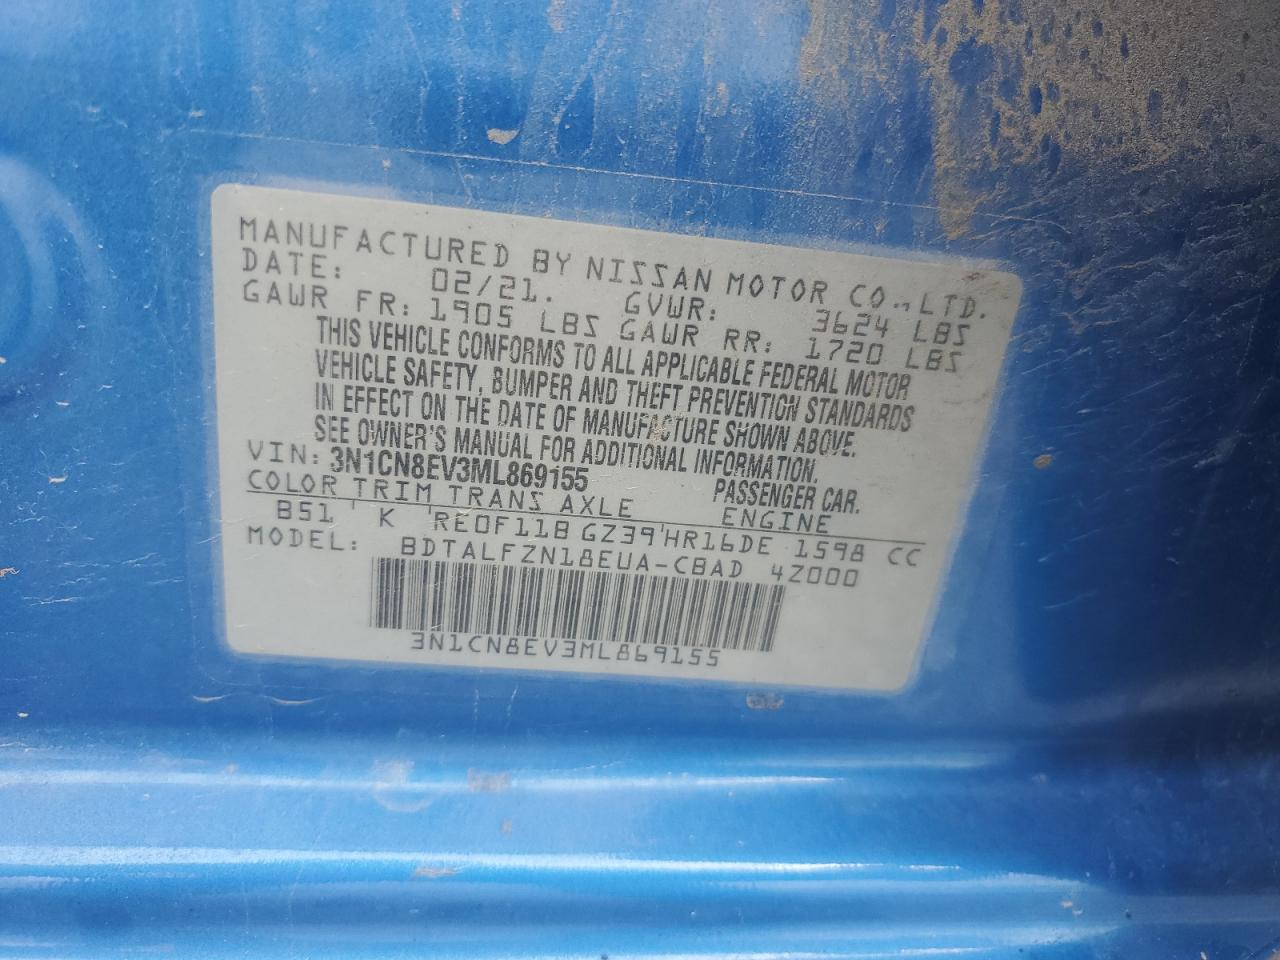 MANUFACTURED BY NISSAN MOTOR CO., LTD.
DATE: 02/21. GVWR: 3624 LBS
GAWR FR: 1905 LBS GAWR RR: 1720 LBS
THIS VEHICLE CONFORMS TO ALL APPLICABLE FEDERAL MOTOR
VEHICLE SAFETY, BUMPER AND THEFT PREVENTION STANDARDS
IN EFFECT ON THE DATE OF MANUFACTURE SHOWN ABOVE.
SEE OWNER'S MANUAL FOR ADDITIONAL INFORMATION.
VIN: 3N1CN8EV3ML869155 PASSENGER CAR.
COLOR TRIM TRANS AXLE ENGINE
B51 ' K 'RE0F11B GZ39'HR16DE 1598 CC
MODEL: BDTALFZN18EUA-CBAD 4Z000
3N1CN8EV3ML869155